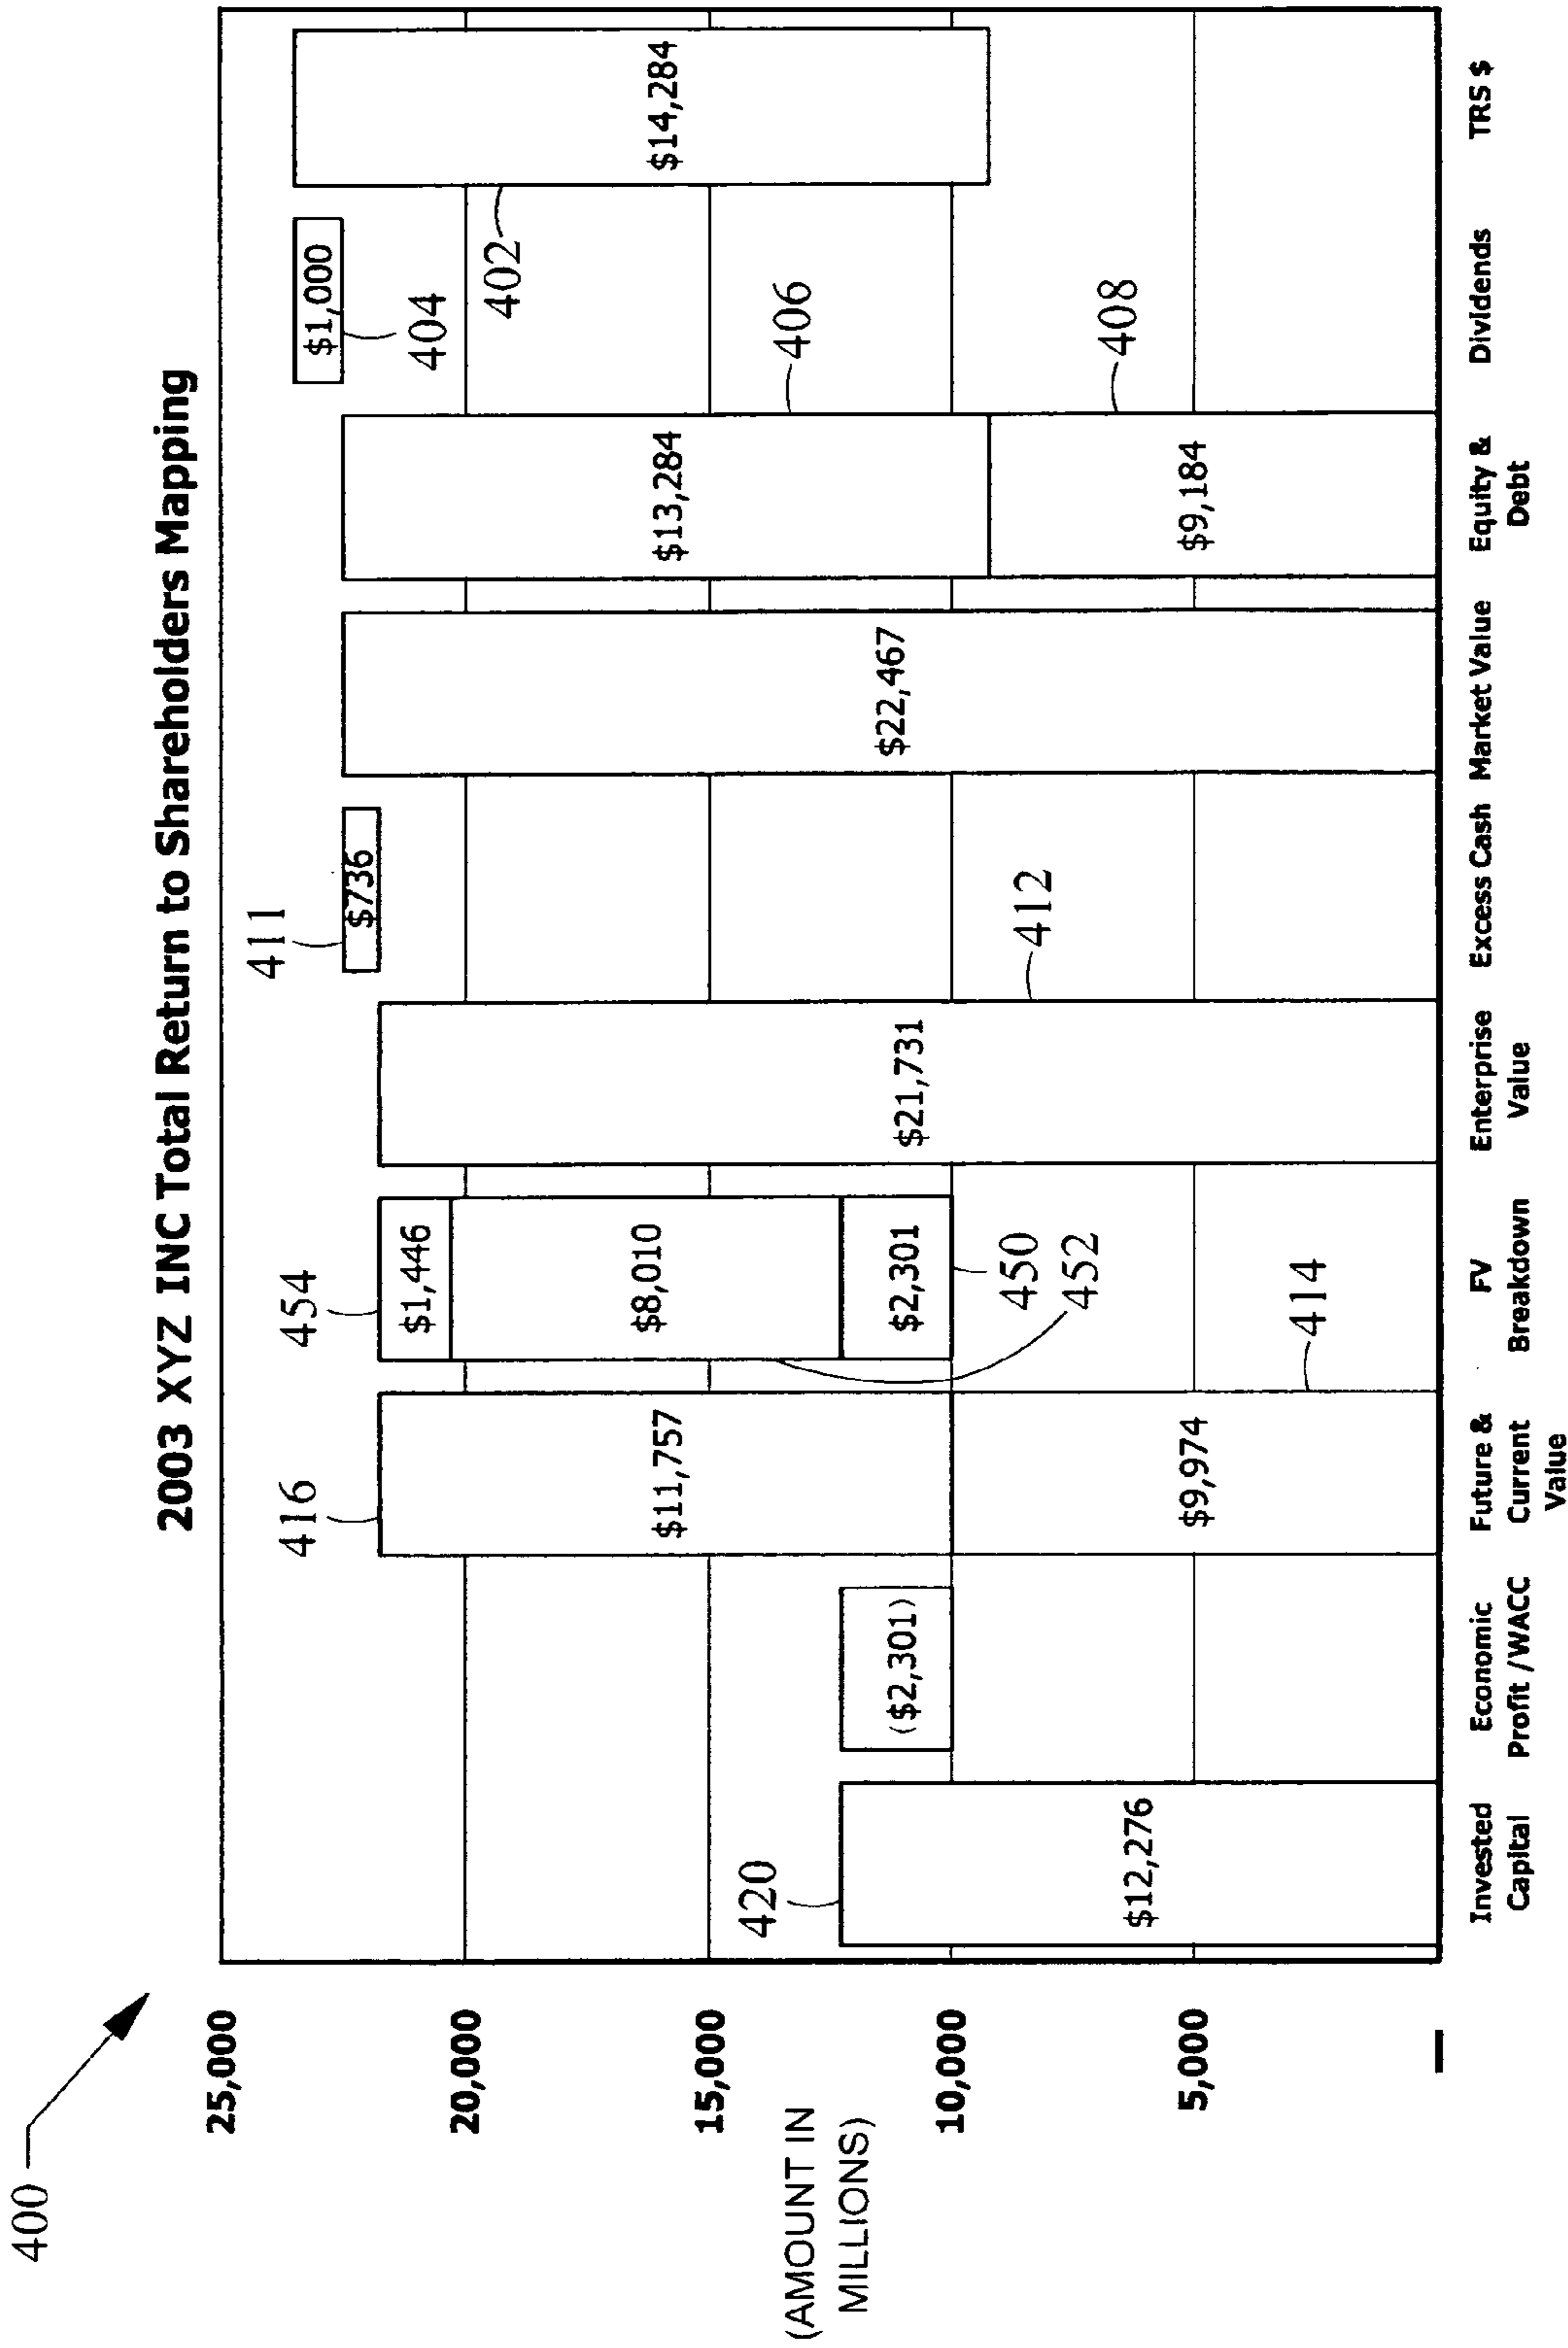 400
2003 XYZ INC Total Return to Shareholders Mapping
(AMOUNT IN
MILLIONS)
25,000
20,000
15,000
10,000
5,000
—
420
$12,276
($2,301)
416
$11,757
$9,974
414
454
$1,446
$8,010
$2,301
450
452
$21,731
412
411
$736
$22,467
$13,284
$9,184
406
408
$1,000
404
402
$14,284
Invested
Capital
Economic
Profit /WACC
Future &
Current
Value
FV
Breakdown
Enterprise
Value
Excess Cash
Market Value
Equity &
Debt
Dividends
TRS $